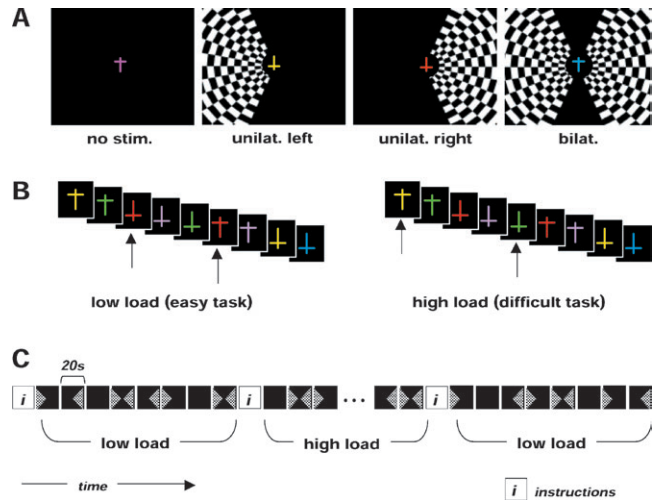 A
no stim.
unilat. left
unilat. right
bilat.
B
low load (easy task)
high load (difficult task)
C
20s
i
i
...
i
low load
high load
low load
time
i
instructions